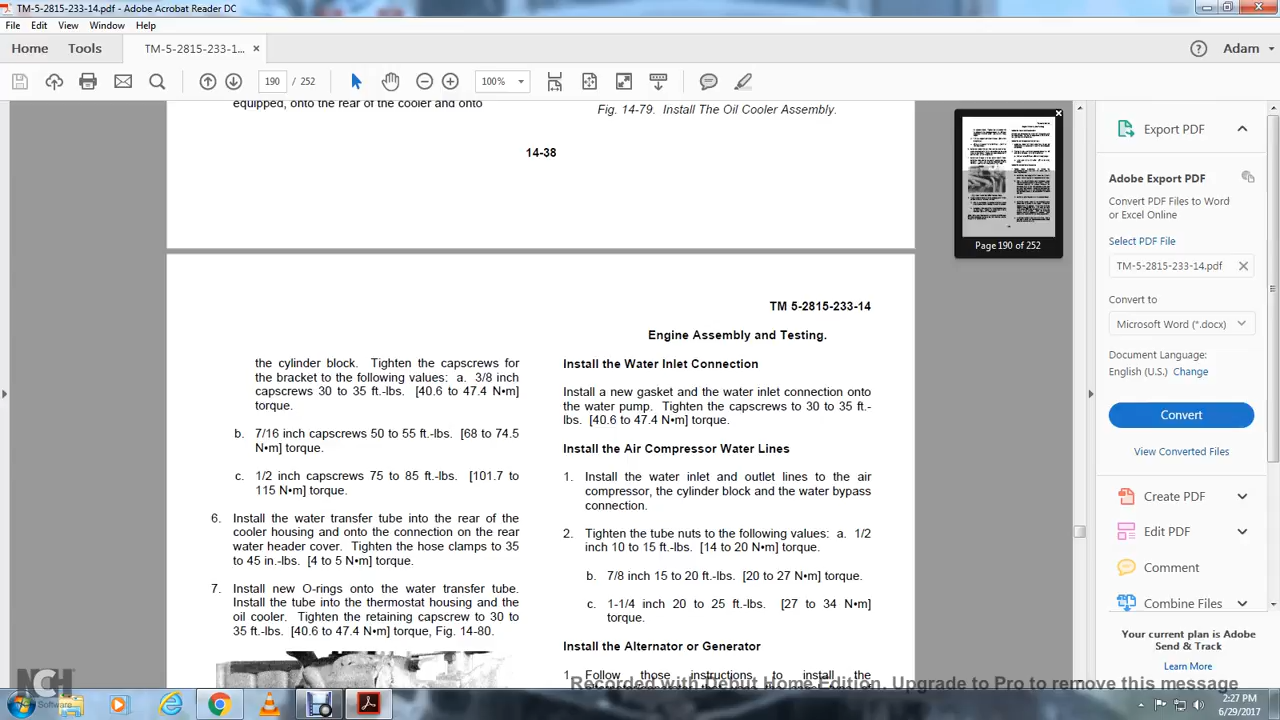 TM-5-2815-233-14.pdf - Adobe Acrobat Reader DC
File Edit View Window Help
Home Tools TM-5-2815-233-1... × Adam
190 / 252 100%
equipped, onto the rear of the cooler and onto
Fig. 14-79. Install The Oil Cooler Assembly.
14-38
TM 5-2815-233-14
Engine Assembly and Testing.
the cylinder block. Tighten the capscrews for
the bracket to the following values: a. 3/8 inch
capscrews 30 to 35 ft.-lbs. [40.6 to 47.4 N•m]
torque.
b. 7/16 inch capscrews 50 to 55 ft.-lbs. [68 to 74.5
N•m] torque.
c. 1/2 inch capscrews 75 to 85 ft.-lbs. [101.7 to
115 N•m] torque.
6. Install the water transfer tube into the rear of the
cooler housing and onto the connection on the rear
water header cover. Tighten the hose clamps to 35
to 45 in.-lbs. [4 to 5 N•m] torque.
7. Install new O-rings onto the water transfer tube.
Install the tube into the thermostat housing and the
oil cooler. Tighten the retaining capscrew to 30 to
35 ft.-lbs. [40.6 to 47.4 N•m] torque, Fig. 14-80.
Install the Water Inlet Connection
Install a new gasket and the water inlet connection onto
the water pump. Tighten the capscrews to 30 to 35 ft.-
lbs. [40.6 to 47.4 N•m] torque.
Install the Air Compressor Water Lines
1. Install the water inlet and outlet lines to the air
compressor, the cylinder block and the water bypass
connection.
2. Tighten the tube nuts to the following values: a. 1/2
inch 10 to 15 ft.-lbs. [14 to 20 N•m] torque.
b. 7/8 inch 15 to 20 ft.-lbs. [20 to 27 N•m] torque.
c. 1-1/4 inch 20 to 25 ft.-lbs. [27 to 34 N•m]
torque.
Install the Alternator or Generator
1. Follow those instructions to install the
Page 190 of 252
Export PDF
Adobe Export PDF
Convert PDF Files to Word
or Excel Online
Select PDF File
TM-5-2815-233-14.pdf
Convert to
Microsoft Word (*.docx)
Document Language:
English (U.S.) Change
Convert
View Converted Files
Create PDF
Edit PDF
Comment
Combine Files
Your current plan is Adobe
Send & Track
Learn More
Recorded with Debut Home Edition. Upgrade to Pro to remove this message
NCH
Software
2:27 PM
6/29/2017